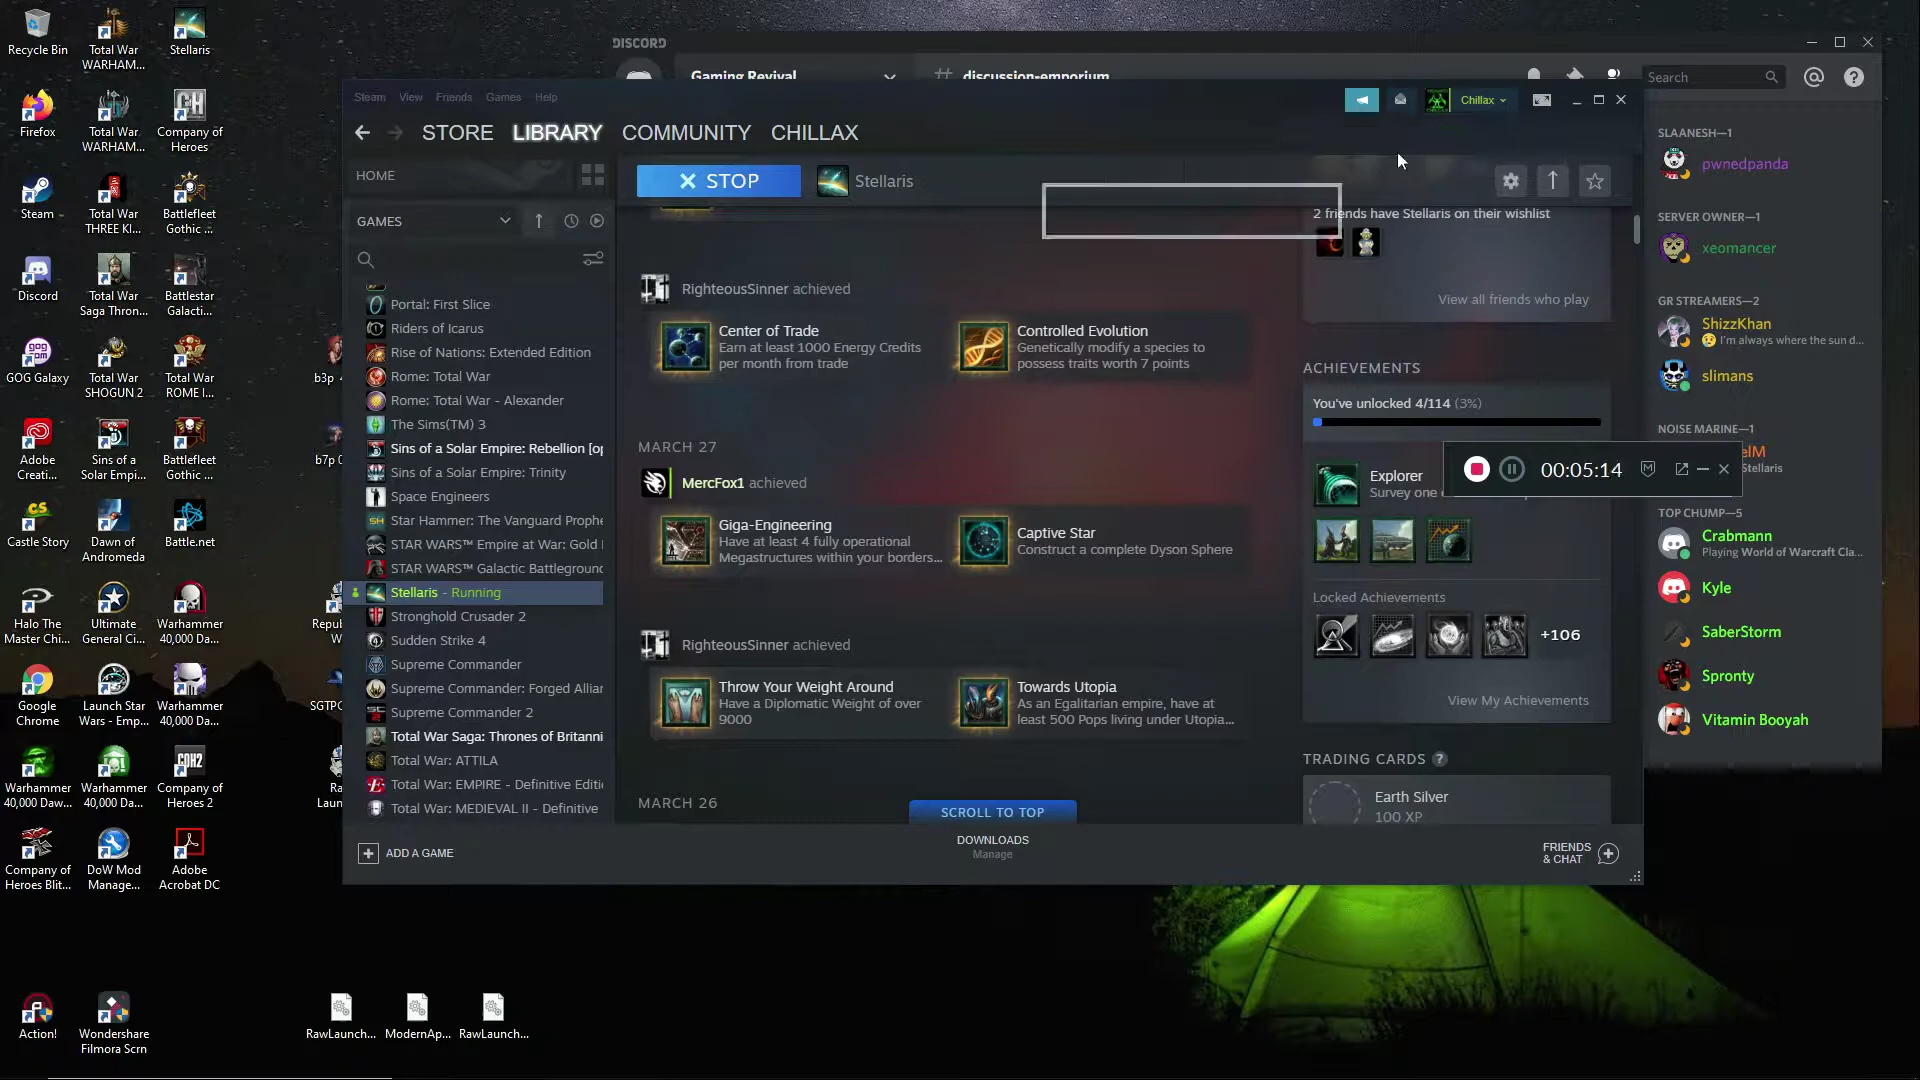 Recycle Bin
Total War
WARHAM...
Stellaris
Firefox
Total War
WARHAM...
Company of
Heroes
Steam
Total War
THREE KI...
Battlefleet
Gothic ...
Discord
Total War
Saga Thron...
Battlestar
Galacti...
GOG Galaxy
Total War
SHOGUN 2
Total War
ROME I...
Adobe
Creati...
Sins of a
Solar Empi...
Battlefleet
Gothic ...
Castle Story
Dawn of
Andromeda
Battle.net
Halo The
Master Chi...
Ultimate
General Ci...
Warhammer
40,000 Da...
Google
Chrome
Launch Star
Wars - Emp...
Warhammer
40,000 Da...
Warhammer
40,000 Daw...
Warhammer
40,000 Da...
Company of
Heroes 2
Company of
Heroes Blit...
DoW Mod
Manage...
Adobe
Acrobat DC
Action!
Wondershare
Filmora Scrn
RawLaunch...
ModernAp...
RawLaunch...
b3p
b7p
Repub
SGTPC
Laun
DISCORD
Gaming Revival
# discussion-emporium
Search
Steam View Friends Games Help
Chillax
STORE LIBRARY COMMUNITY CHILLAX
HOME
GAMES
Portal: First Slice
Riders of Icarus
Rise of Nations: Extended Edition
Rome: Total War
Rome: Total War - Alexander
The Sims(TM) 3
Sins of a Solar Empire: Rebellion [op
Sins of a Solar Empire: Trinity
Space Engineers
Star Hammer: The Vanguard Prophe
STAR WARS™ Empire at War: Gold
STAR WARS™ Galactic Battleground
Stellaris - Running
Stronghold Crusader 2
Sudden Strike 4
Supreme Commander
Supreme Commander: Forged Allian
Supreme Commander 2
Total War Saga: Thrones of Britanni
Total War: ATTILA
Total War: EMPIRE - Definitive Editi
Total War: MEDIEVAL II - Definitive
ADD A GAME
STOP
Stellaris
RighteousSinner achieved
Center of Trade
Earn at least 1000 Energy Credits
per month from trade
Controlled Evolution
Genetically modify a species to
possess traits worth 7 points
MARCH 27
MercFox1 achieved
Giga-Engineering
Have at least 4 fully operational
Megastructures within your borders...
Captive Star
Construct a complete Dyson Sphere
RighteousSinner achieved
Throw Your Weight Around
Have a Diplomatic Weight of over
9000
Towards Utopia
As an Egalitarian empire, have at
least 500 Pops living under Utopia...
MARCH 26
SCROLL TO TOP
DOWNLOADS
Manage
2 friends have Stellaris on their wishlist
View all friends who play
ACHIEVEMENTS
You've unlocked 4/114 (3%)
Explorer
Survey one
00:05:14
Locked Achievements
+106
View My Achievements
TRADING CARDS ?
Earth Silver
100 XP
FRIENDS
& CHAT
SLAANESH—1
pwnedpanda
SERVER OWNER—1
xeomancer
GR STREAMERS—2
ShizzKhan
I'm always where the sun d...
slimans
NOISE MARINE—1
elM
Stellaris
TOP CHUMP—5
Crabmann
Playing World of Warcraft Cla...
Kyle
SaberStorm
Spronty
Vitamin Booyah